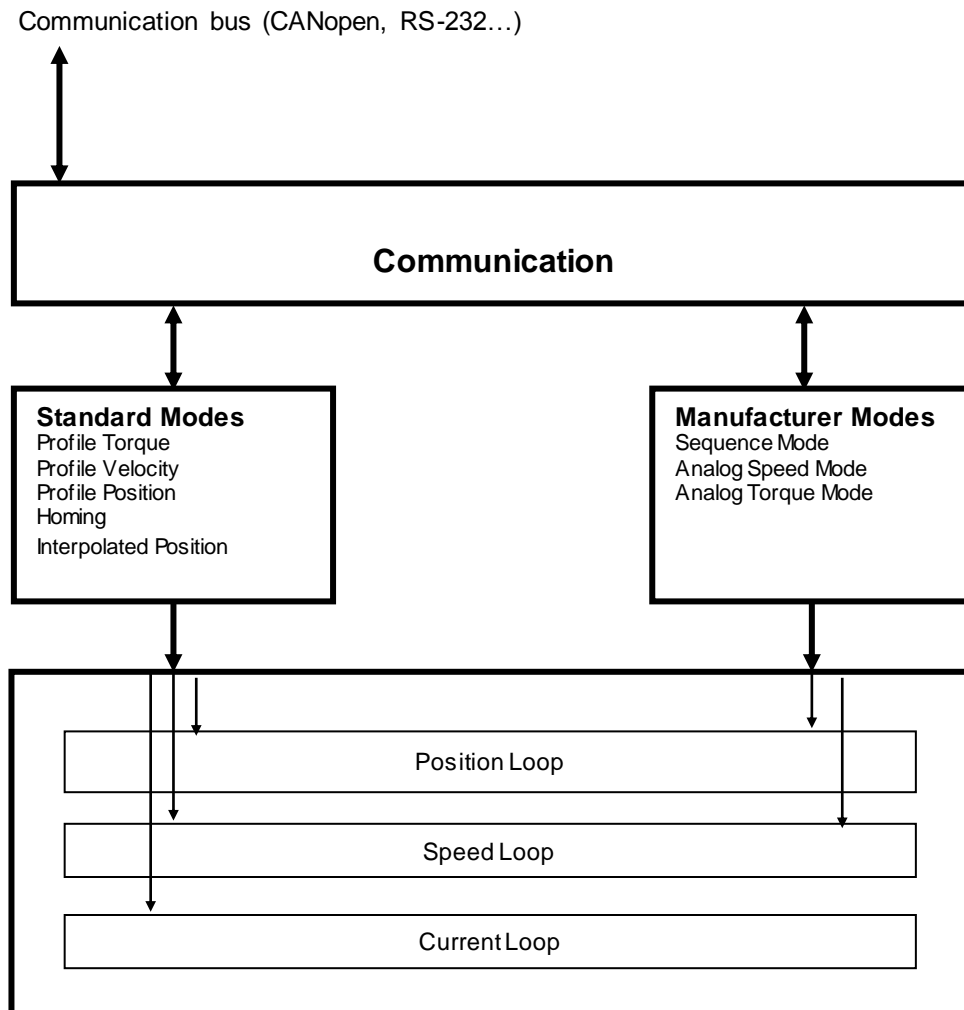 Communication bus (CANopen, RS-232…)
Communication
Standard Modes
Profile Torque
Profile Velocity
Profile Position
Homing
Interpolated Position
Manufacturer Modes
Sequence Mode
Analog Speed Mode
Analog Torque Mode
Position Loop
Speed Loop
Current Loop